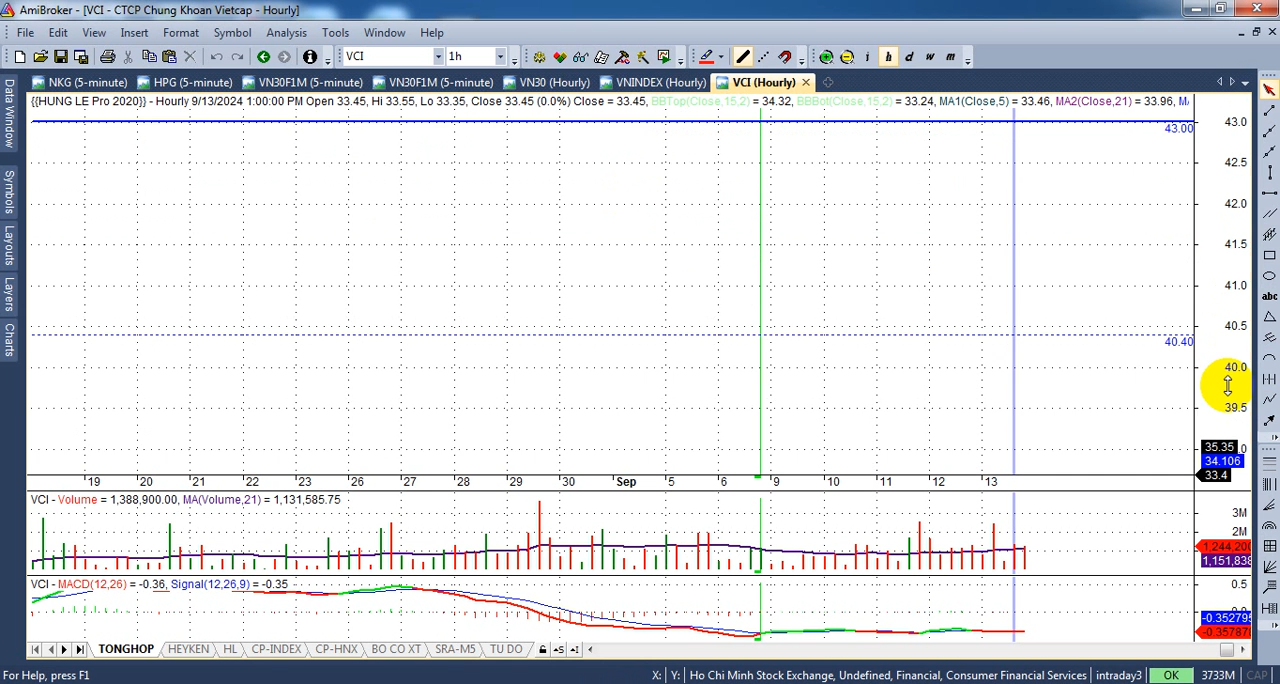 AmiBroker - [VCI - CTCP Chung Khoan Vietcap - Hourly]
File Edit View Insert Format Symbol Analysis Tools Window Help
VCI 1h i h d w m
NKG (5-minute) HPG (5-minute) VN30F1M (5-minute) VN30F1M (5-minute) VN30 (Hourly) VNINDEX (Hourly) VCI (Hourly)
{{HUNG LE Pro 2020}} - Hourly 9/13/2024 1:00:00 PM Open 33.45, Hi 33.55, Lo 33.35, Close 33.45 (0.0%) Close = 33.45, BBTop(Close,15,2) = 34.32, BBBot(Close,15,2) = 33.24, MA1(Close,5) = 33.46, MA2(Close,21) = 33.96,
Data Window
Symbols
Layouts
Layers
Charts
43.0
43.00
42.5
42.0
41.5
41.0
40.5
40.40
40.0
39.5
35.35
34.106
33.4
abc
19 20 21 22 23 26 27 28 29 30 Sep 5 6 9 10 11 12 13
VCI - Volume = 1,388,900.00, MA(Volume,21) = 1,131,585.75
3M
2M
1,244,200
1,151,838
VCI - MACD(12,26) = -0.36, Signal(12,26,9) = -0.35
0.5
0.0
-0.352795
-0.35787
TONGHOP HEYKEN HL CP-INDEX CP-HNX BO CO XT SRA-M5 TU DO
For Help, press F1 X: Y: Ho Chi Minh Stock Exchange, Undefined, Financial, Consumer Financial Services intraday3 OK 3733M CAP